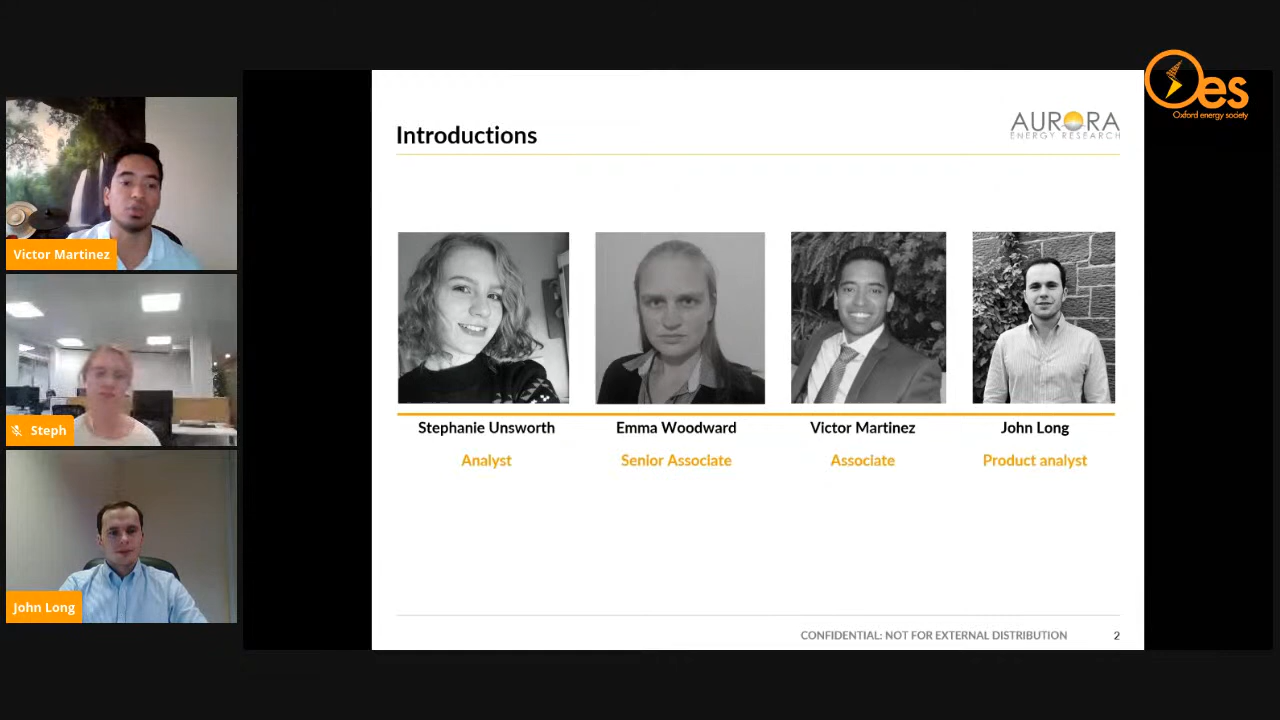 Victor Martinez
Steph
John Long
Oes
Oxford energy society
Introductions
AURORA
ENERGY RESEARCH
Stephanie Unsworth
Emma Woodward
Victor Martinez
John Long
Analyst
Senior Associate
Associate
Product analyst
CONFIDENTIAL: NOT FOR EXTERNAL DISTRIBUTION
2